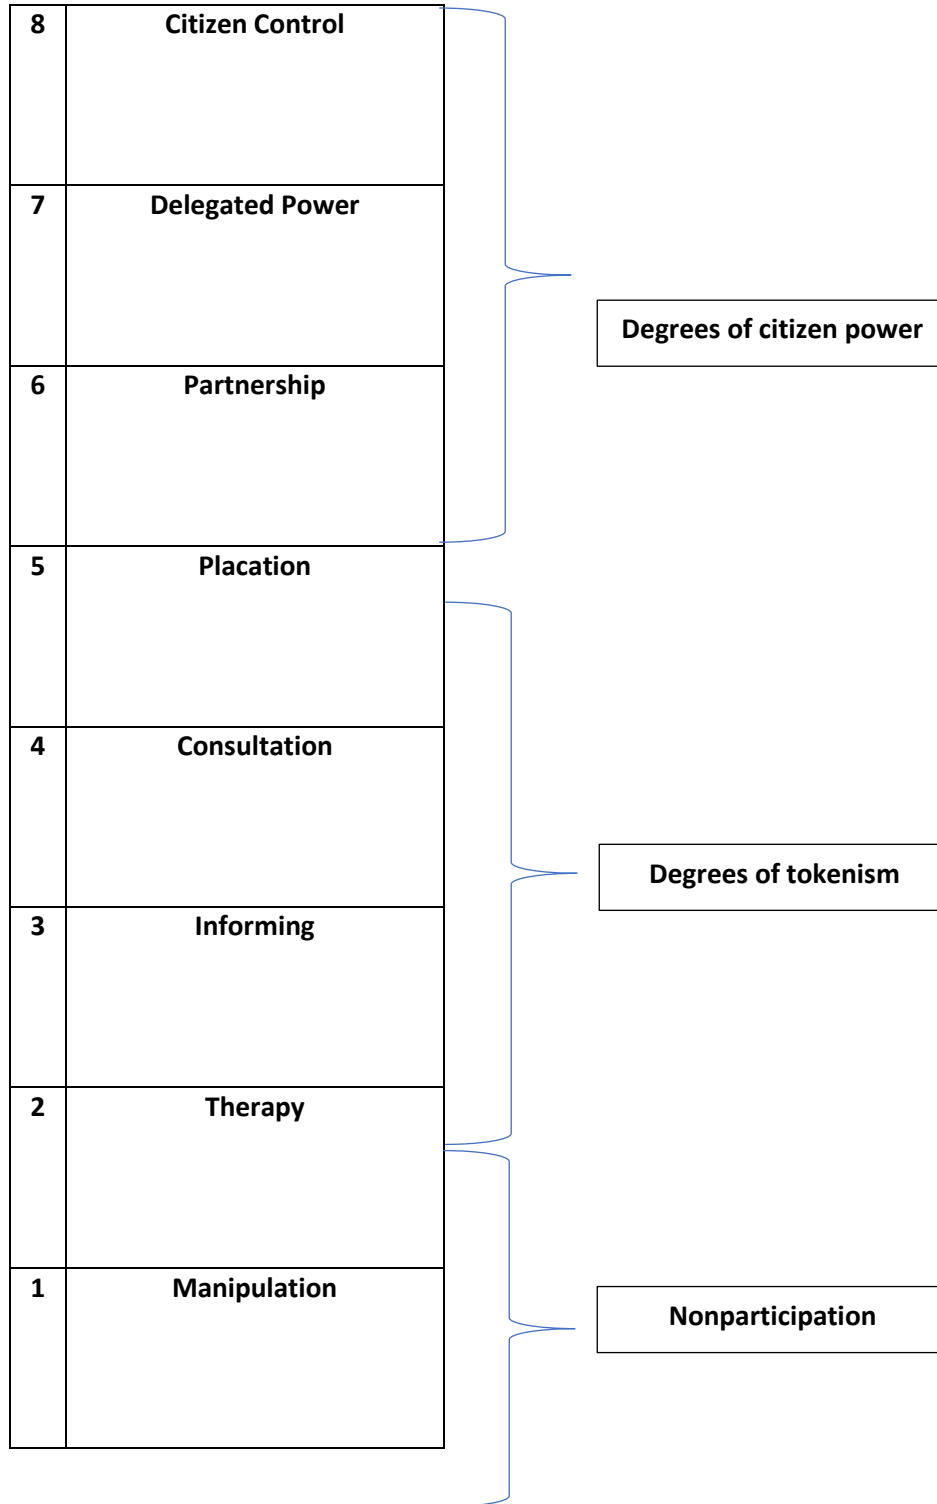 8 Citizen Control
7 Delegated Power
Degrees of citizen power
6 Partnership
5 Placation
4 Consultation
Degrees of tokenism
3 Informing
2 Therapy
1 Manipulation
Nonparticipation